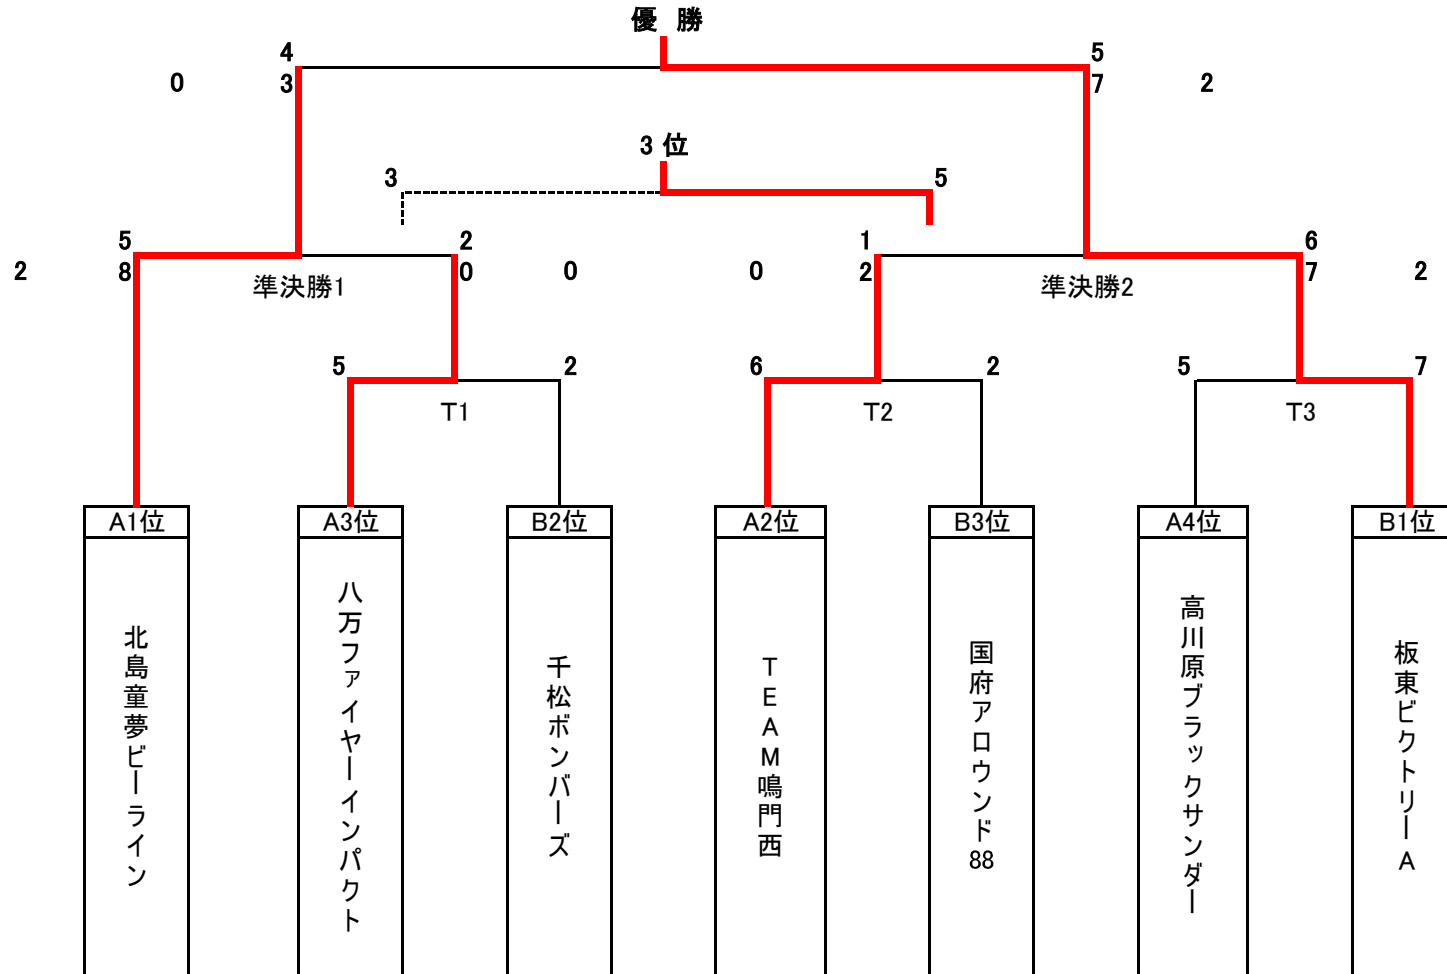 優 勝
4 5
0 3 7 2
3 位
3 5
5 2 1 6
2 8 0 0 0 2 7 2
準決勝1 準決勝2
5 2 6 2 5 7
T1 T2 T3
A1位 A3位 B2位 A2位 B3位 A4位 B1位
北島童夢ビーライン
八万ファイヤーインパクト
千松ボンバーズ
TEAM鳴門西
国府アロウンド88
高川原ブラックサンダー
板東ビクトリーA